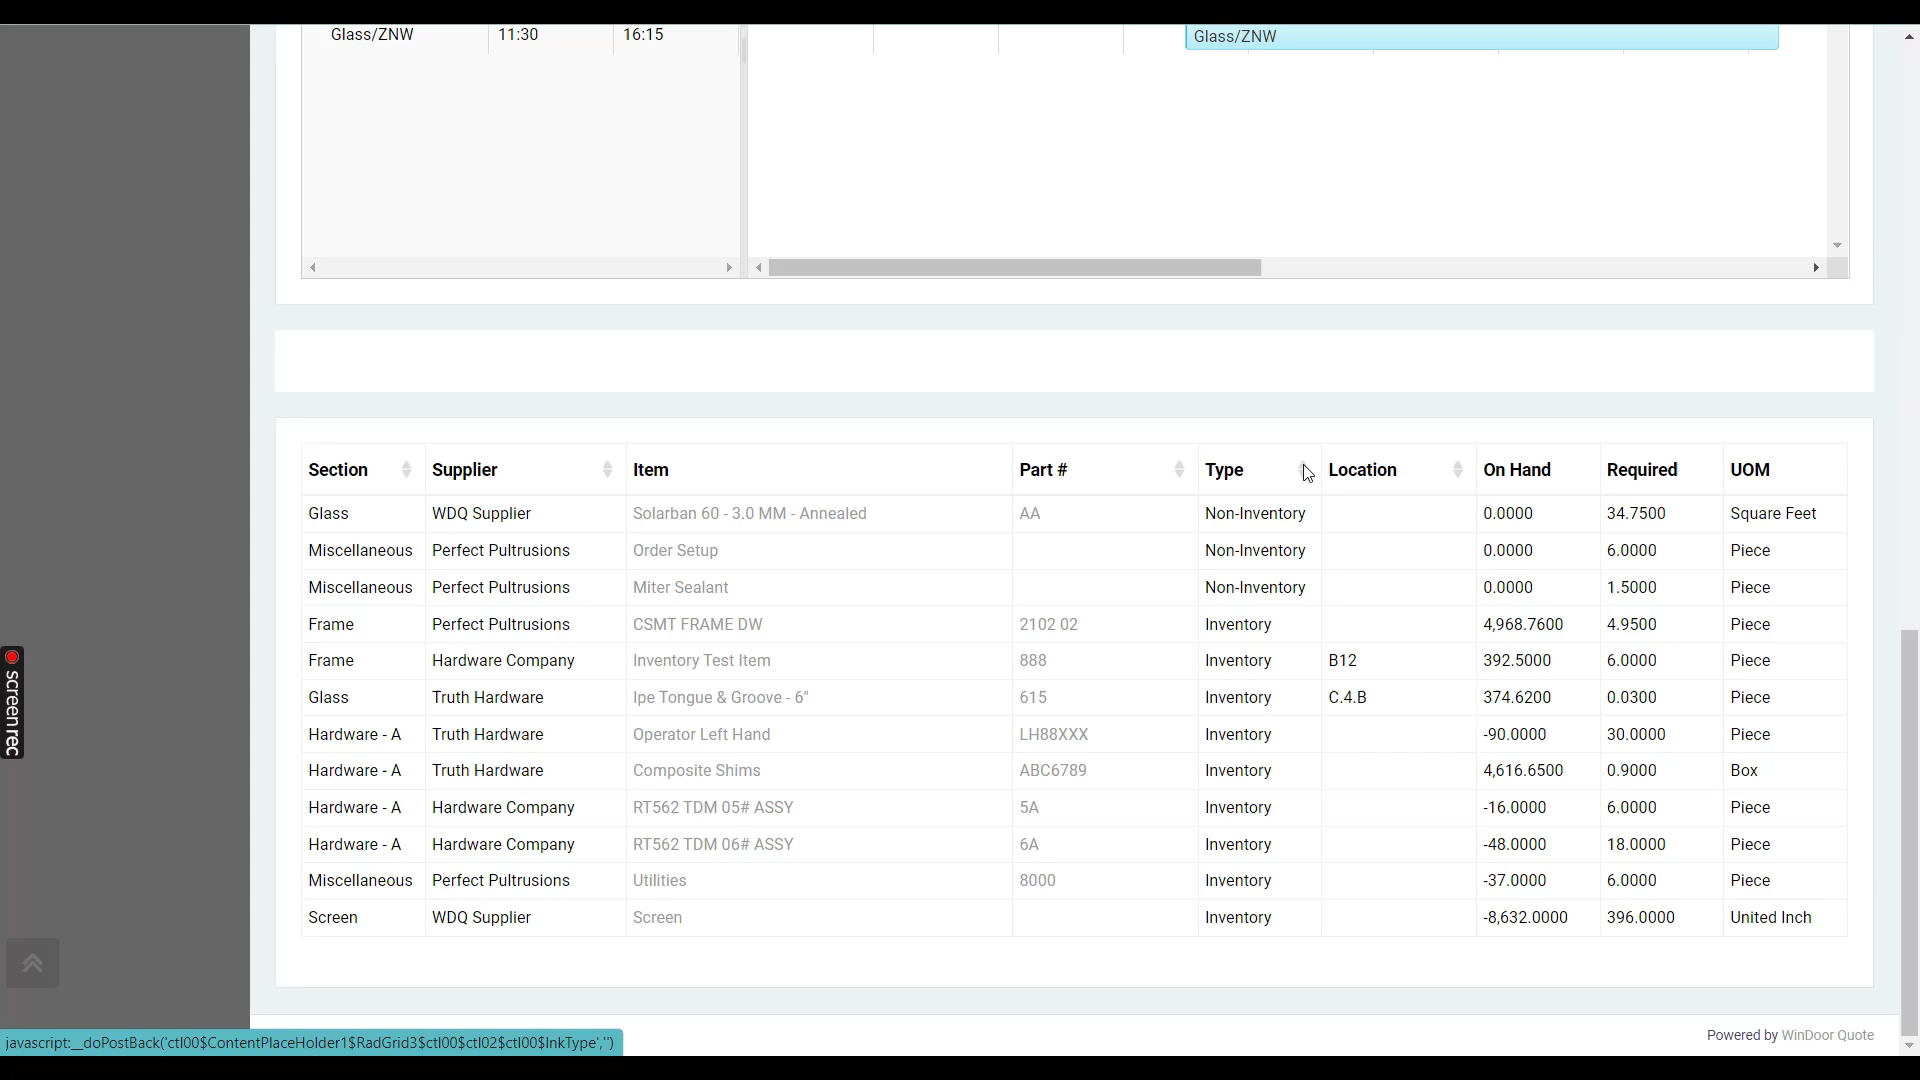 Glass/ZNW 11:30 16:15 Glass/ZNW
Section Supplier Item Part # Type Location On Hand Required UOM
Glass WDQ Supplier Solarban 60 - 3.0 MM - Annealed AA Non-Inventory 0.0000 34.7500 Square Feet
Miscellaneous Perfect Pultrusions Order Setup Non-Inventory 0.0000 6.0000 Piece
Miscellaneous Perfect Pultrusions Miter Sealant Non-Inventory 0.0000 1.5000 Piece
Frame Perfect Pultrusions CSMT FRAME DW 2102 02 Inventory 4,968.7600 4.9500 Piece
Frame Hardware Company Inventory Test Item 888 Inventory B12 392.5000 6.0000 Piece
Glass Truth Hardware Ipe Tongue & Groove - 6" 615 Inventory C.4.B 374.6200 0.0300 Piece
Hardware - A Truth Hardware Operator Left Hand LH88XXX Inventory -90.0000 30.0000 Piece
Hardware - A Truth Hardware Composite Shims ABC6789 Inventory 4,616.6500 0.9000 Box
Hardware - A Hardware Company RT562 TDM 05# ASSY 5A Inventory -16.0000 6.0000 Piece
Hardware - A Hardware Company RT562 TDM 06# ASSY 6A Inventory -48.0000 18.0000 Piece
Miscellaneous Perfect Pultrusions Utilities 8000 Inventory -37.0000 6.0000 Piece
Screen WDQ Supplier Screen Inventory -8,632.0000 396.0000 United Inch
screenrec
Powered by WinDoor Quote
javascript:__doPostBack('ctl00$ContentPlaceHolder1$RadGrid3$ctl00$ctl02$ctl00$lnkType','')